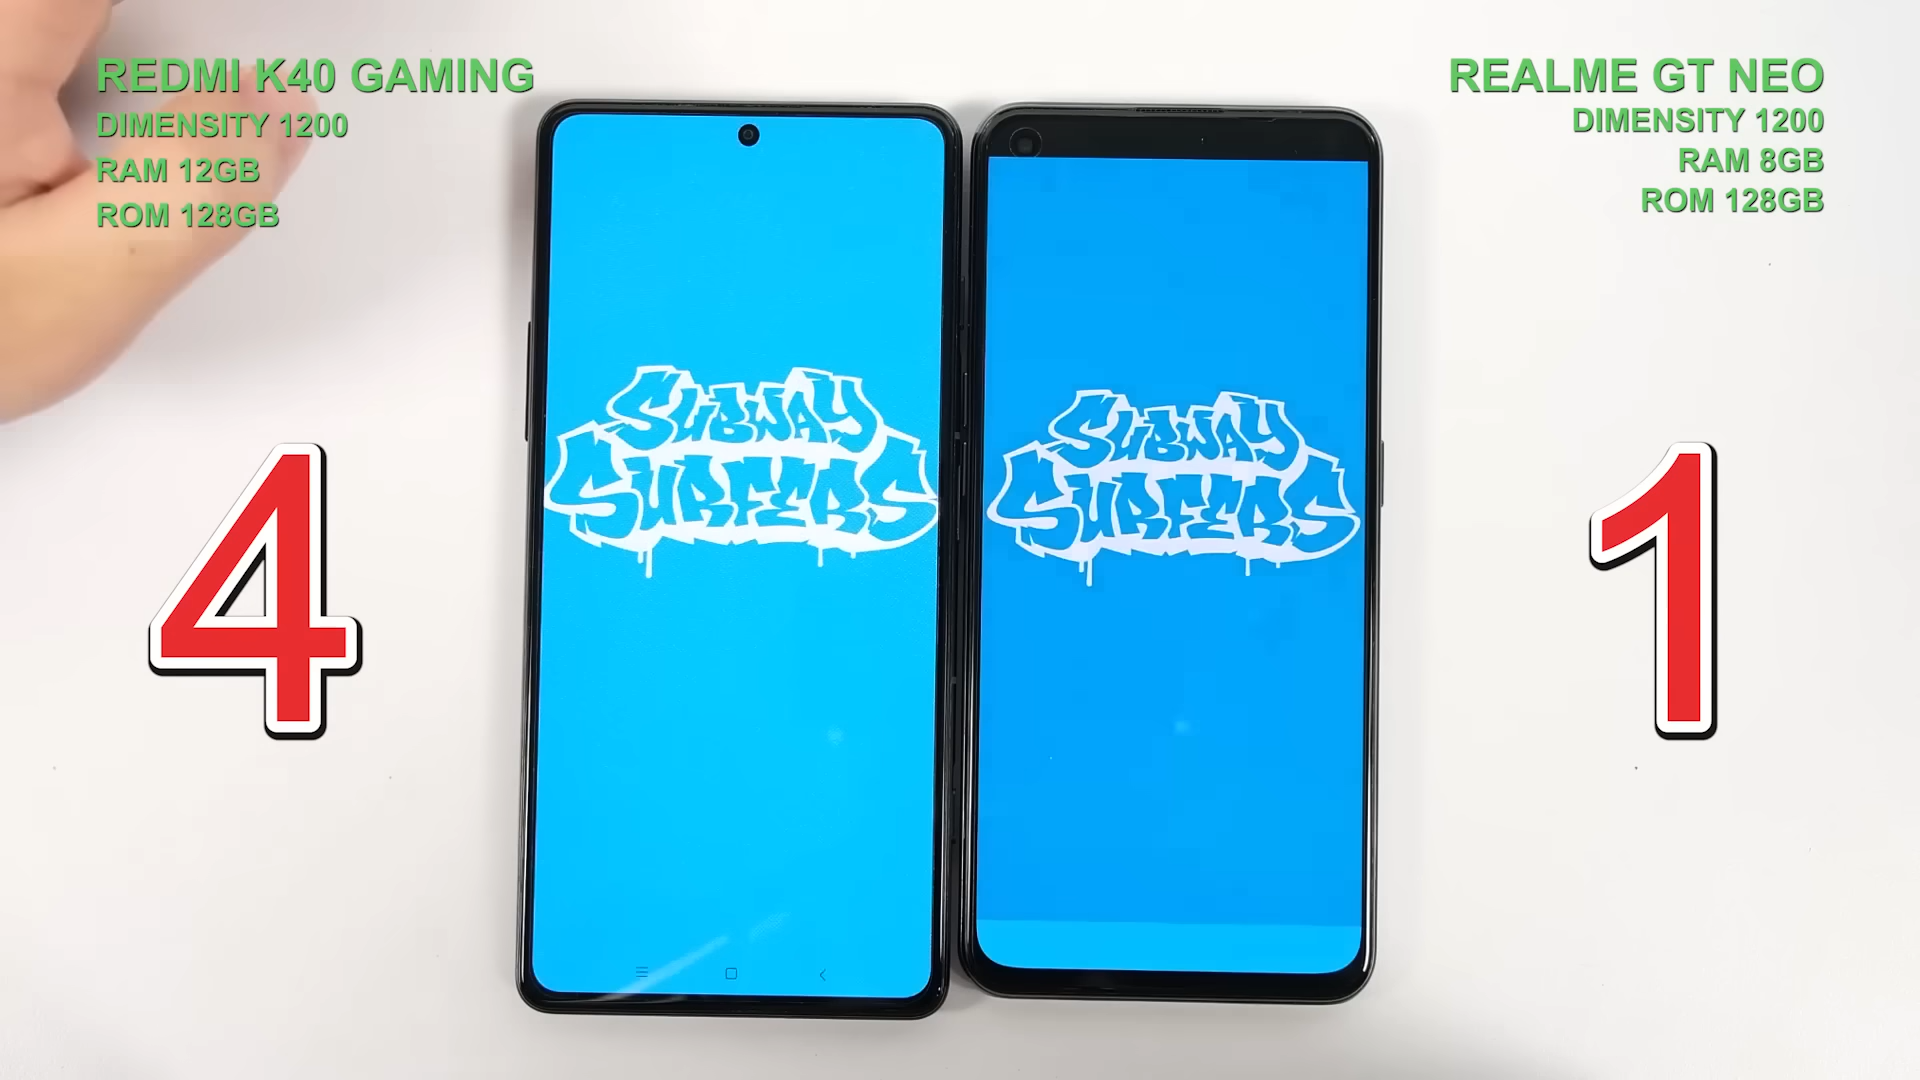 REDMI K40 GAMING
DIMENSITY 1200
RAM 12GB
ROM 128GB
REALME GT NEO
DIMENSITY 1200
RAM 8GB
ROM 128GB
SUBWAY
SURFERS
SUBWAY
SURFERS
4
1